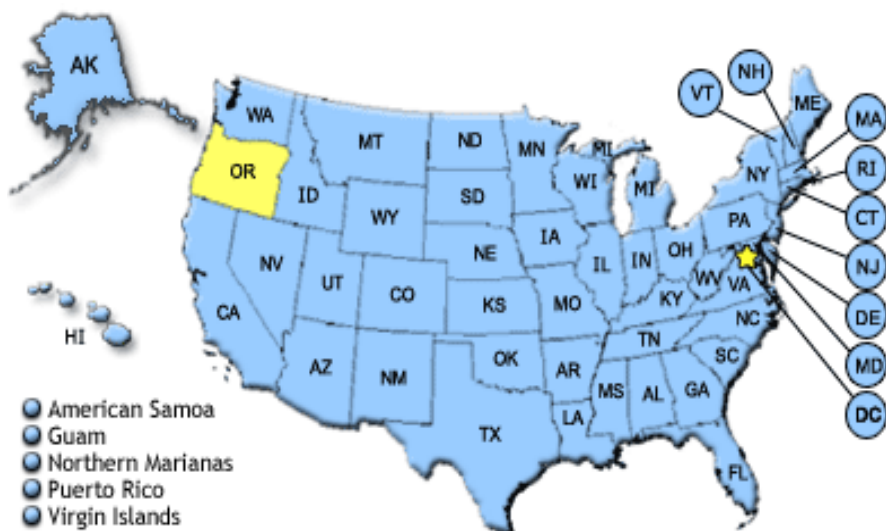 AK
WA
OR
MT
ID
WY
ND
SD
NE
NV
UT
CO
KS
CA
AZ
NM
OK
TX
MN
IA
MO
AR
LA
WI
IL
MI
MI
IN
OH
KY
TN
MS
AL
GA
FL
SC
NC
VA
WV
PA
NY
ME
VT
NH
MA
RI
CT
NJ
DE
MD
DC
HI
American Samoa
Guam
Northern Marianas
Puerto Rico
Virgin Islands